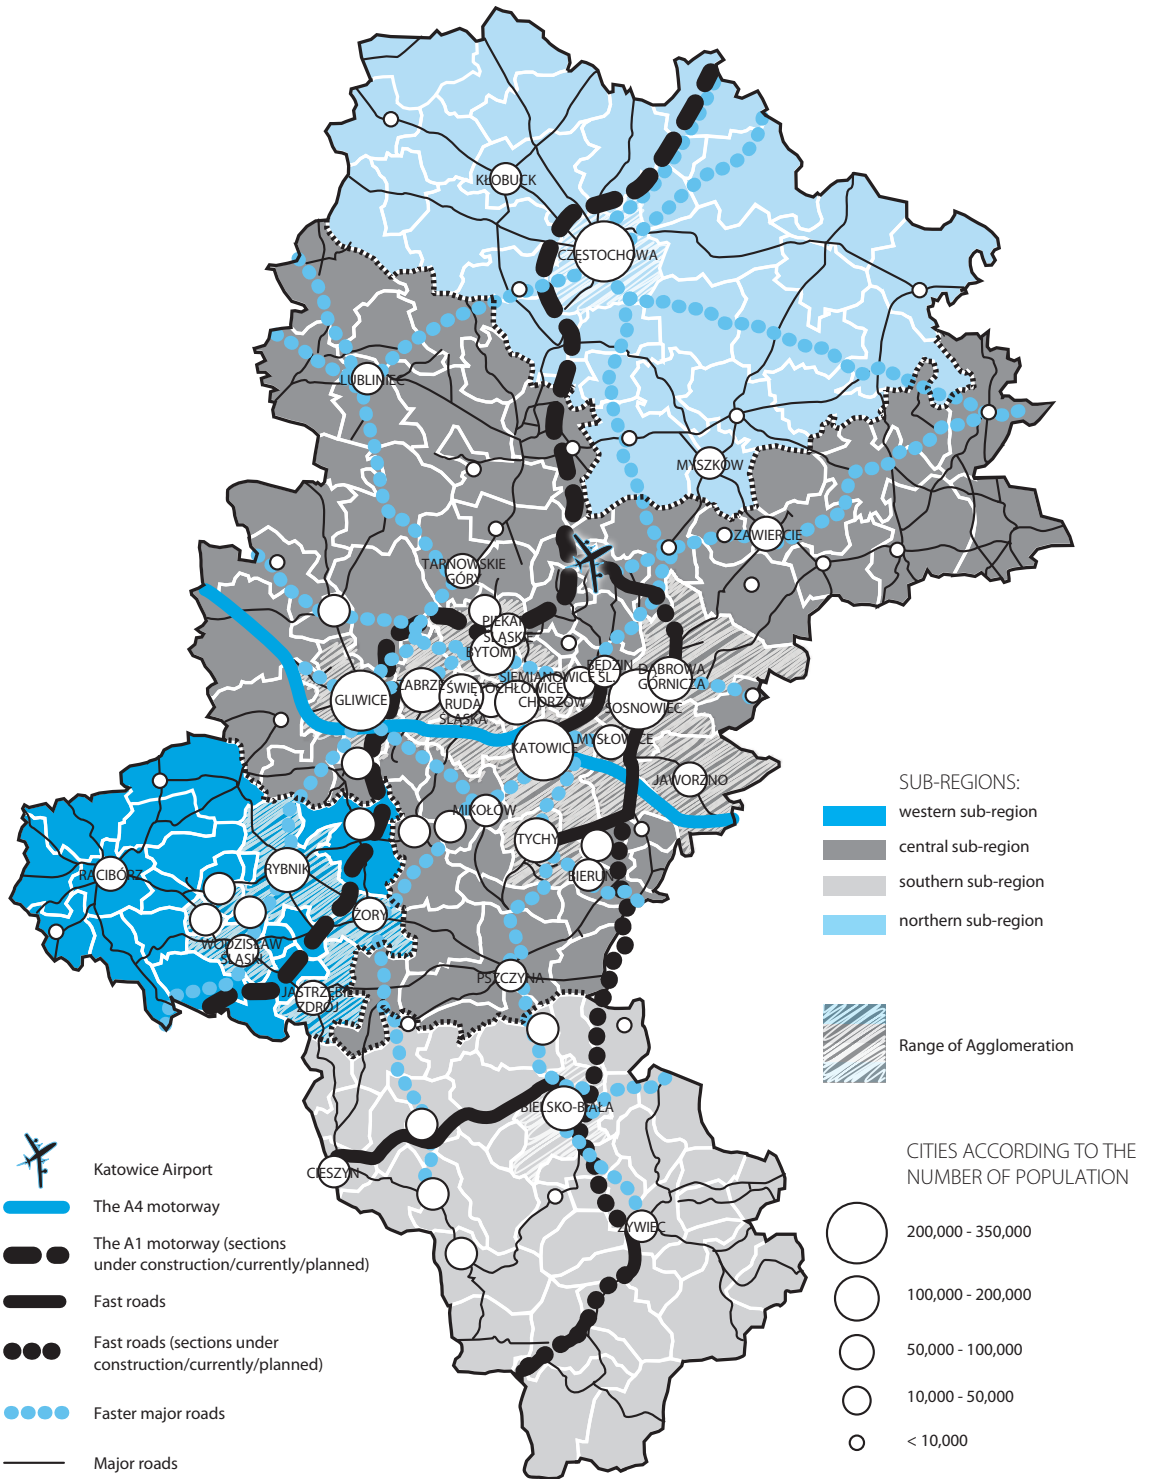 KŁOBUCK
CZĘSTOCHOWA
LUBLINIEC
MYSZKÓW
ZAWIERCIE
TARNOWSKIE
GÓRY
PIEKARY
ŚLĄSKIE
BYTOM
BĘDZIN
SIEMIANOWICE ŚL.
DĄBROWA
GÓRNICZA
GLIWICE
ZABRZE
ŚWIĘTOCHŁOWICE
CHORZÓW
RUDA
ŚLĄSKA
SOSNOWIEC
KATOWICE
MYSŁOWICE
JAWORZNO
MIKOŁÓW
TYCHY
BIERUŃ
RACIBÓRZ
RYBNIK
ŻORY
WODZISŁAW
ŚLĄSKI
JASTRZĘBIE
ZDRÓJ
PSZCZYNA
BIELSKO-BIAŁA
CIESZYN
ŻYWIEC
SUB-REGIONS:
western sub-region
central sub-region
southern sub-region
northern sub-region
Range of Agglomeration
CITIES ACCORDING TO THE
NUMBER OF POPULATION
200,000 - 350,000
100,000 - 200,000
50,000 - 100,000
10,000 - 50,000
< 10,000
Katowice Airport
The A4 motorway
The A1 motorway (sections
under construction/currently/planned)
Fast roads
Fast roads (sections under
construction/currently/planned)
Faster major roads
Major roads